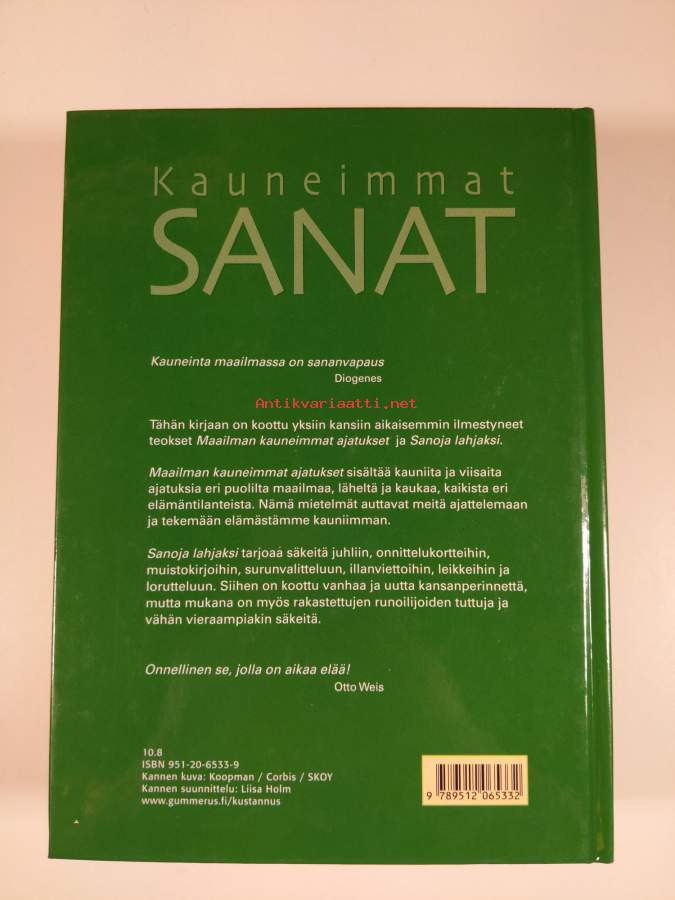 Kauneimmat
SANAT
Kauneinta maailmassa on sananvapaus
Diogenes
Antikvariaatti.net
Tähän kirjaan on koottu yksiin kansiin aikaisemmin ilmestyneet
teokset Maailman kauneimmat ajatukset ja Sanoja lahjaksi.
Maailman kauneimmat ajatukset sisältää kauniita ja viisaita
ajatuksia eri puolilta maailmaa, läheltä ja kaukaa, kaikista eri
elämäntilanteista. Nämä mietelmät auttavat meitä ajattelemaan
ja tekemään elämästämme kauniimman.
Sanoja lahjaksi tarjoaa säkeitä juhliin, onnittelukortteihin,
muistokirjoihin, surunvalitteluun, illanviettoihin, leikkeihin ja
lorutteluun. Siihen on koottu vanhaa ja uutta kansanperinnettä,
mutta mukana on myös rakastettujen runoilijoiden tuttuja ja
vähän vieraampiakin säkeitä.
Onnellinen se, jolla on aikaa elää!
Otto Weis
10.8
ISBN 951-20-6533-9
Kannen kuva: Koopman / Corbis / SKOY
Kannen suunnittelu: Liisa Holm
www.gummerus.fi/kustannus
9 789512 065332